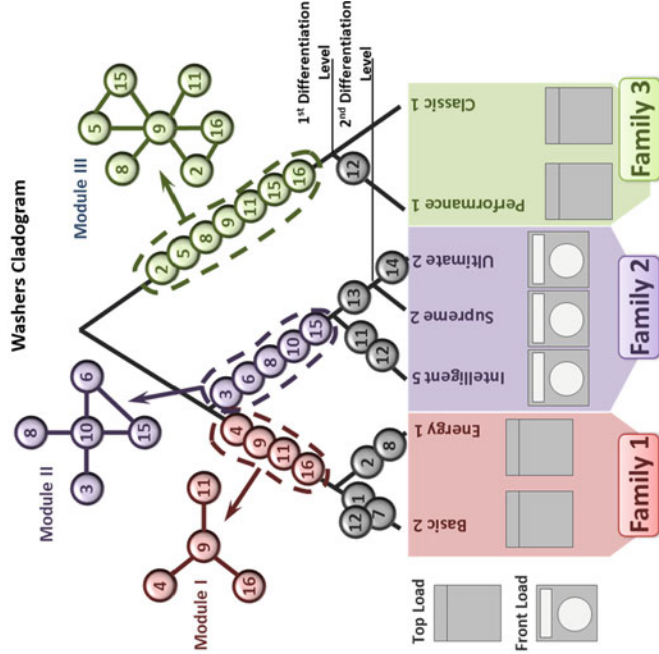 Washers Cladogram
Module II
8
3
10
6
15
Module III
8
5
15
9
2
16
11
Module I
4
9
11
16
4
9
11
16
3
6
8
10
15
2
5
8
9
11
15
16
1st Differentiation
Level
2nd Differentiation
Level
12
1
7
2
8
12
11
13
14
12
Basic 2
Energy 1
Intelligent 5
Supreme 2
Ultimate 2
Performance 1
Classic 1
Top Load
Front Load
Family 1
Family 2
Family 3